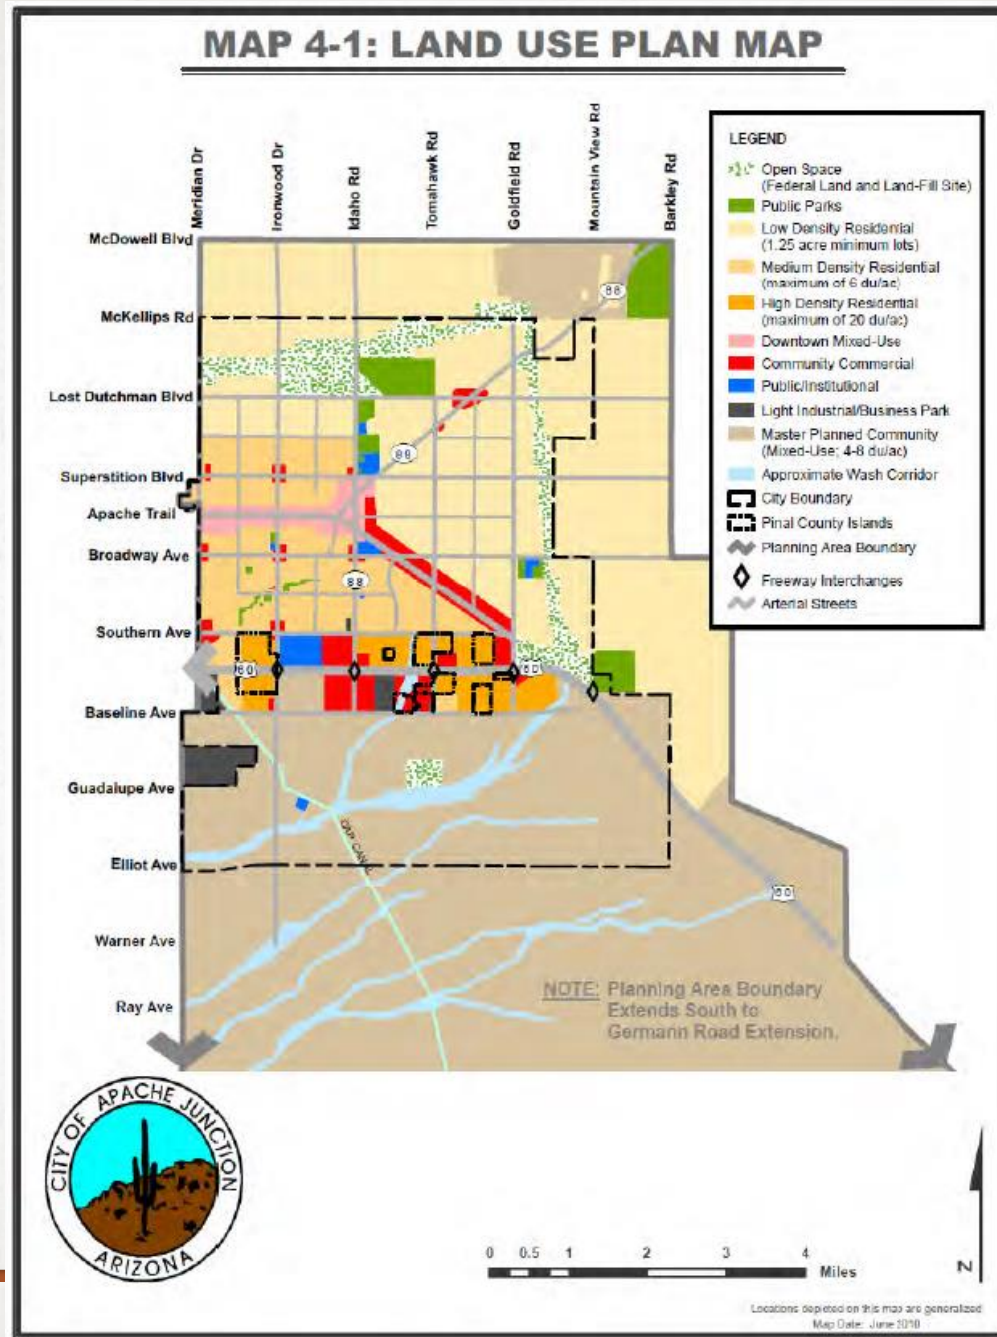 MAP 4-1: LAND USE PLAN MAP
Meridian Dr
Ironwood Dr
Idaho Rd
Tomahawk Rd
Goldfield Rd
Mountain View Rd
Barkley Rd
McDowell Blvd
McKellips Rd
Lost Dutchman Blvd
Superstition Blvd
Apache Trail
Broadway Ave
Southern Ave
Baseline Ave
Guadalupe Ave
Elliot Ave
Warner Ave
Ray Ave
88
88
88
60
60
60
CAP CANAL
LEGEND
Open Space
(Federal Land and Land-Fill Site)
Public Parks
Low Density Residential
(1.25 acre minimum lots)
Medium Density Residential
(maximum of 6 du/ac)
High Density Residential
(maximum of 20 du/ac)
Downtown Mixed-Use
Community Commercial
Public/Institutional
Light Industrial/Business Park
Master Planned Community
(Mixed-Use; 4-8 du/ac)
Approximate Wash Corridor
City Boundary
Pinal County Islands
Planning Area Boundary
Freeway Interchanges
Arterial Streets
NOTE: Planning Area Boundary
Extends South to
Germann Road Extension.
CITY OF APACHE JUNCTION
ARIZONA
0 0.5 1 2 3 4
Miles
N
Locations depicted on this map are generalized
Map Date: June 2010